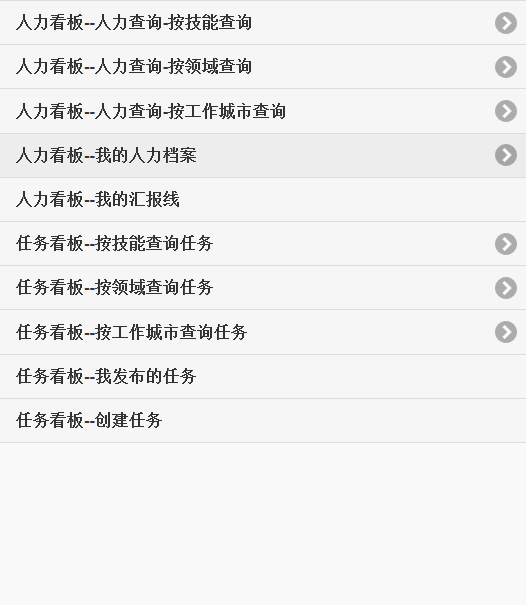 人力看板--人力查询-按技能查询
人力看板--人力查询-按领域查询
人力看板--人力查询-按工作城市查询
人力看板--我的人力档案
人力看板--我的汇报线
任务看板--按技能查询任务
任务看板--按领域查询任务
任务看板--按工作城市查询任务
任务看板--我发布的任务
任务看板--创建任务